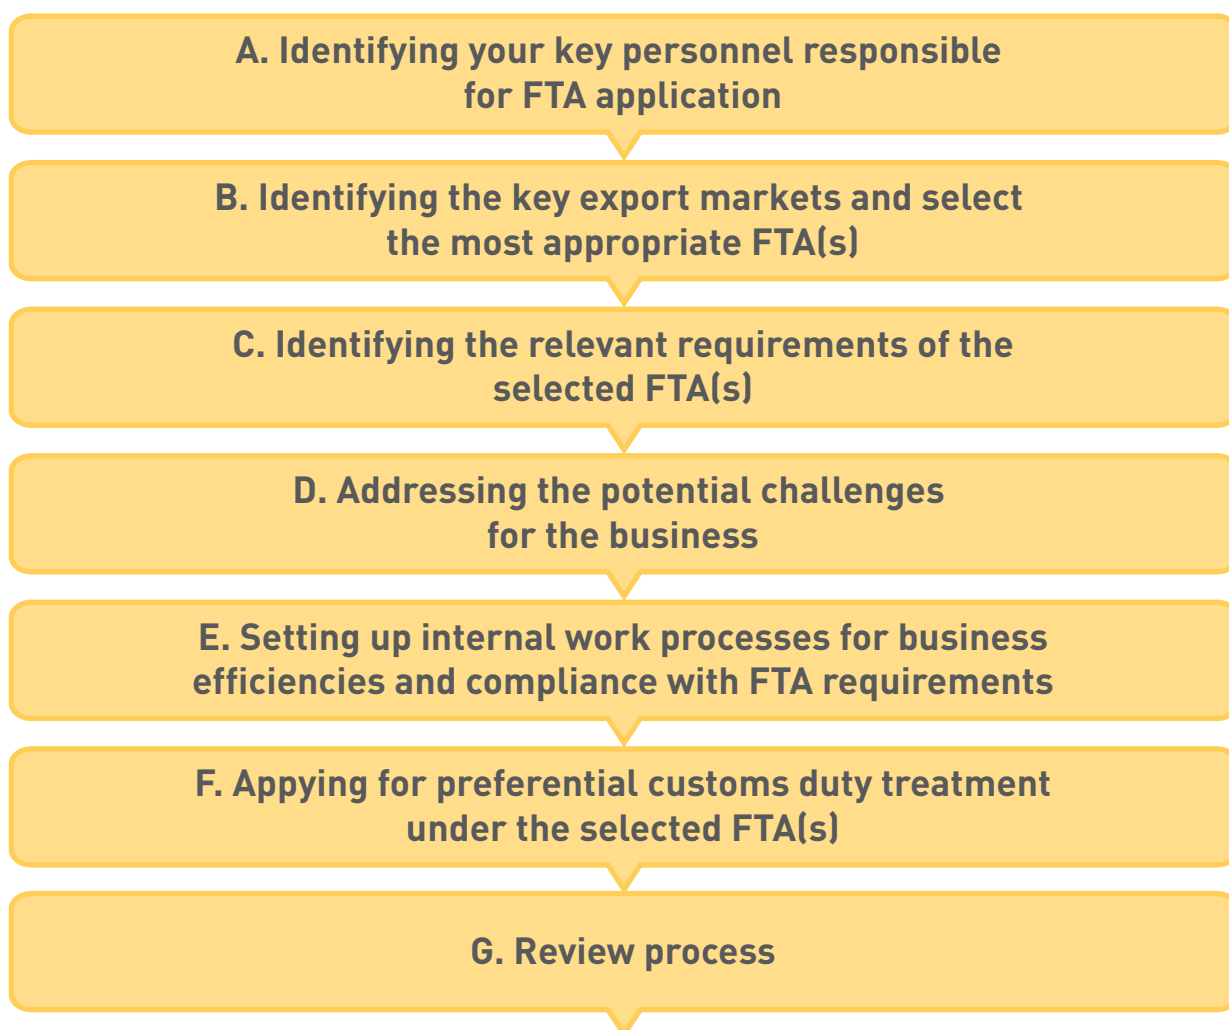 A. Identifying your key personnel responsible
for FTA application
B. Identifying the key export markets and select
the most appropriate FTA(s)
C. Identifying the relevant requirements of the
selected FTA(s)
D. Addressing the potential challenges
for the business
E. Setting up internal work processes for business
efficiencies and compliance with FTA requirements
F. Appying for preferential customs duty treatment
under the selected FTA(s)
G. Review process